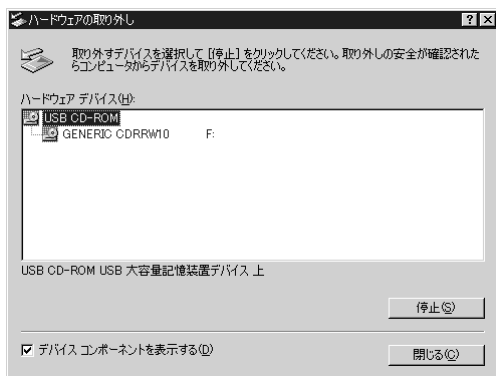 ハードウェアの取り外し
取り外すデバイスを選択して [停止] をクリックしてください。取り外しの安全が確認された
らコンピュータからデバイスを取り外してください。
ハードウェア デバイス(H):
USB CD-ROM
GENERIC CDRRW10 F:
USB CD-ROM USB 大容量記憶装置デバイス 上
停止(S)
デバイス コンポーネントを表示する(D)
閉じる(C)